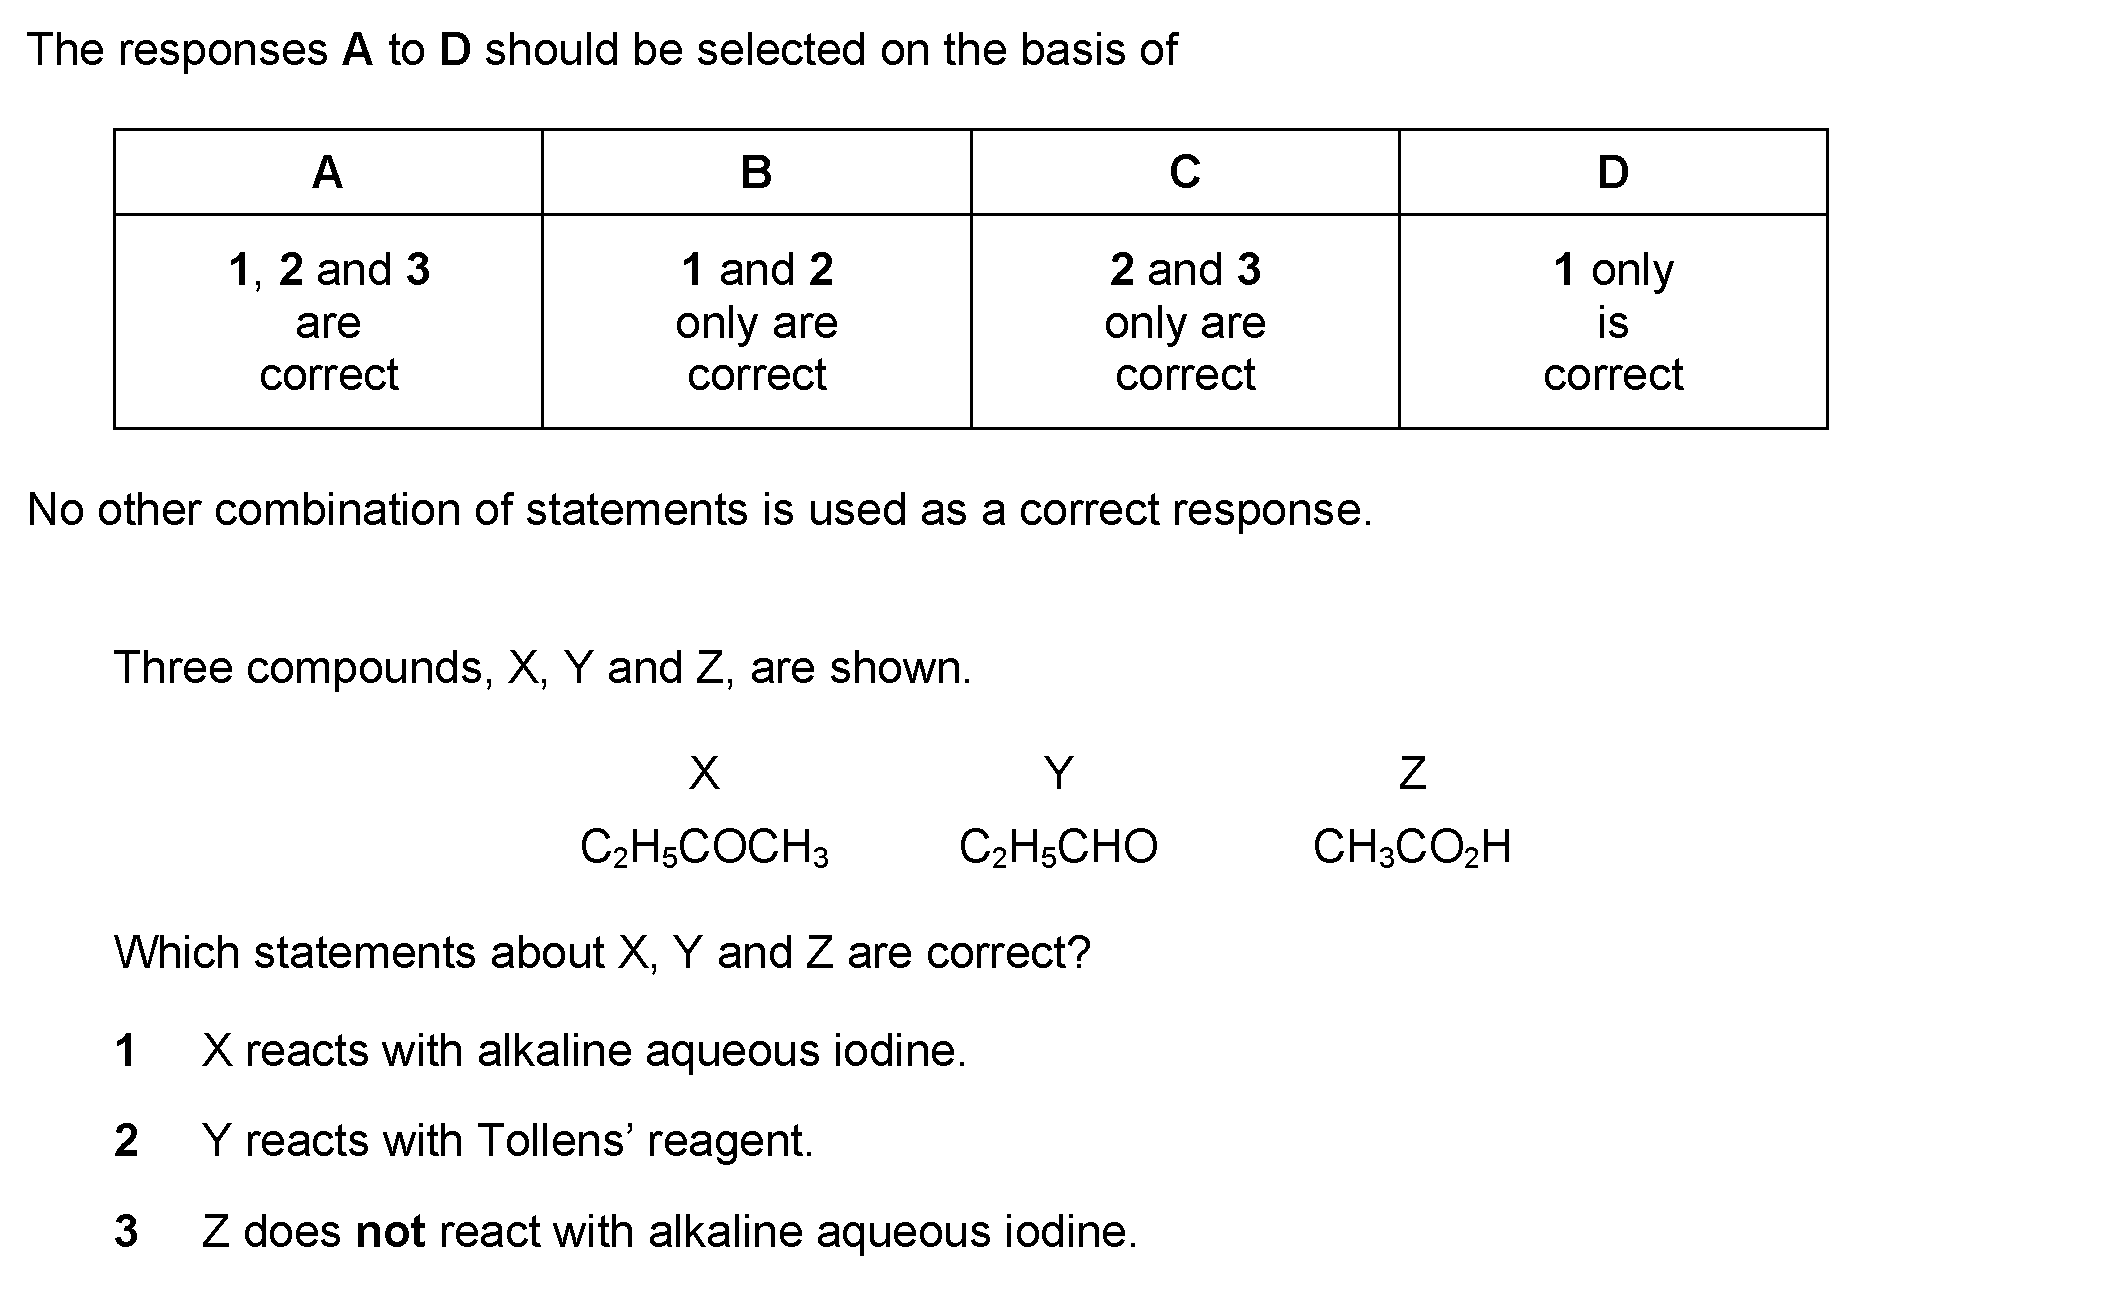 The responses A to D should be selected on the basis of
A B C D
1, 2 and 3 1 and 2 2 and 3 1 only
are only are only are is
correct correct correct correct
No other combination of statements is used as a correct response.
Three compounds, X, Y and Z, are shown.
X Y Z
C₂H₅COCH₃ C₂H₅CHO CH₃CO₂H
Which statements about X, Y and Z are correct?
1 X reacts with alkaline aqueous iodine.
2 Y reacts with Tollens’ reagent.
3 Z does not react with alkaline aqueous iodine.